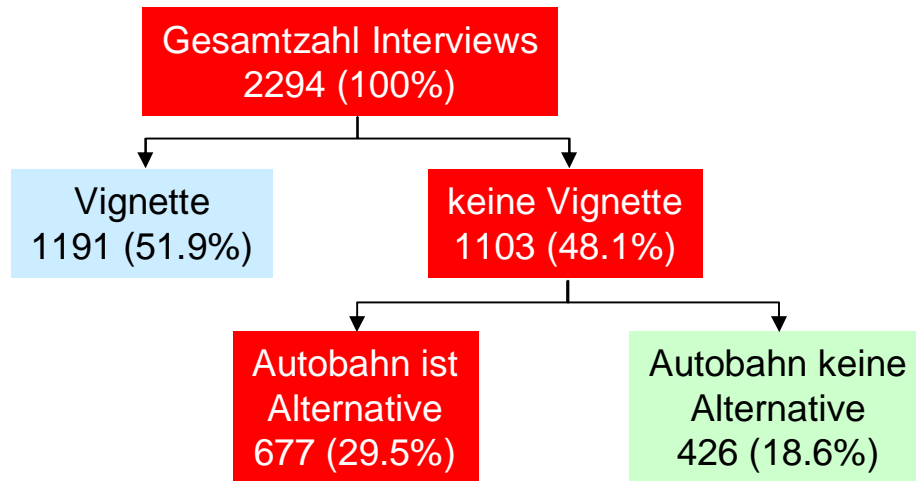 Gesamtzahl Interviews
2294 (100%)
Vignette
1191 (51.9%)
keine Vignette
1103 (48.1%)
Autobahn ist
Alternative
677 (29.5%)
Autobahn keine
Alternative
426 (18.6%)